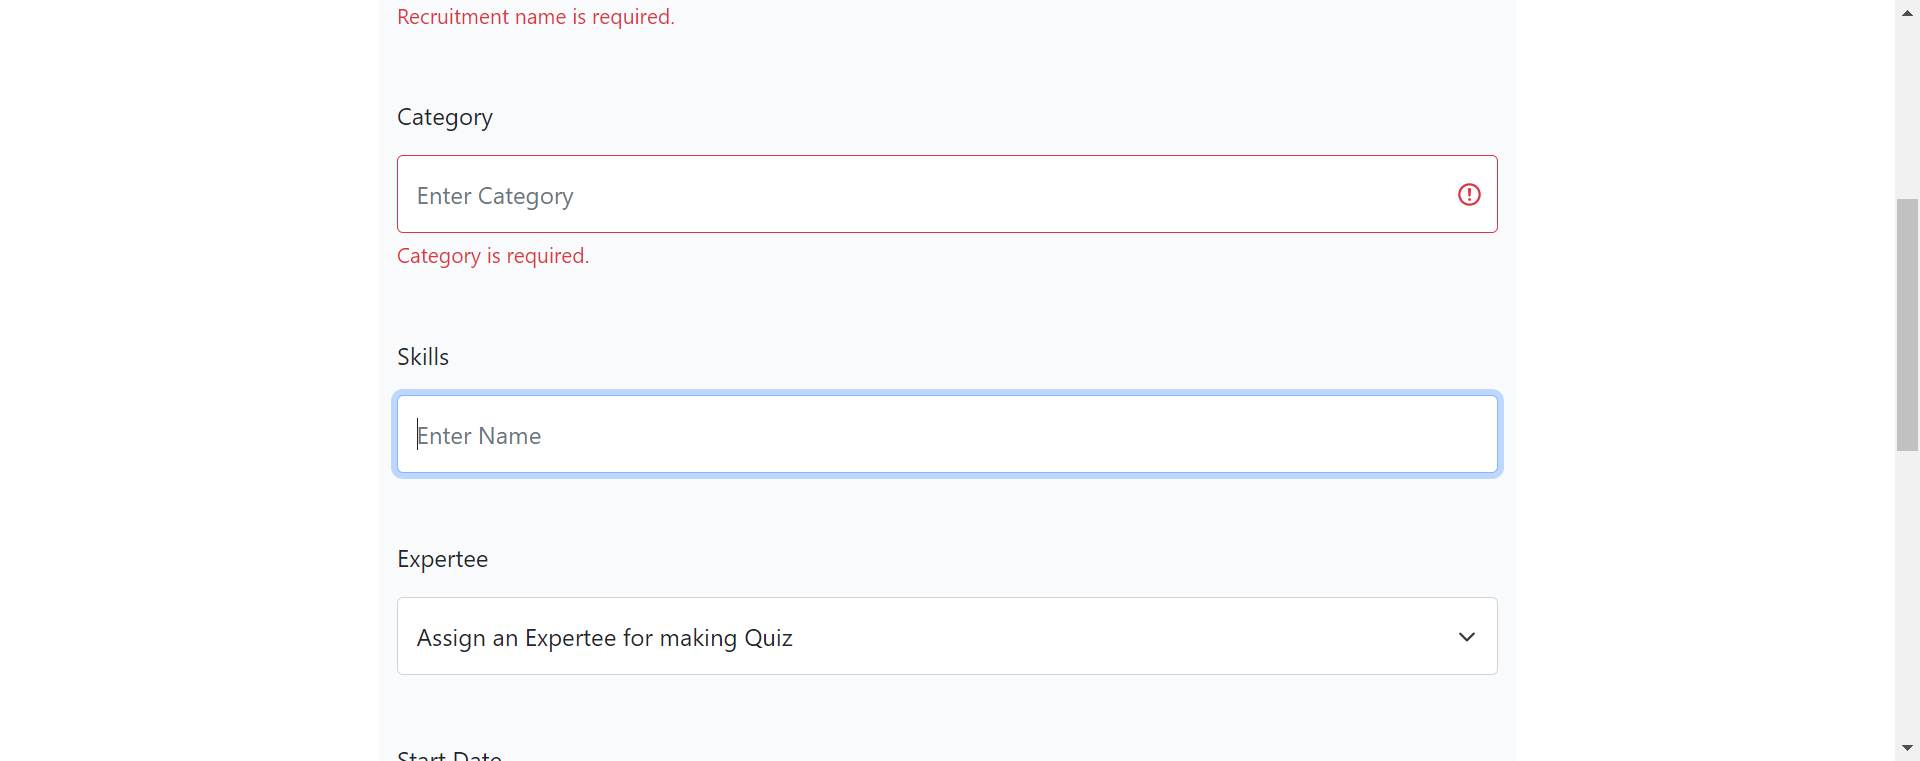 Recruitment name is required.
Category
Enter Category
Category is required.
Skills
Enter Name
Expertee
Assign an Expertee for making Quiz
Start Date